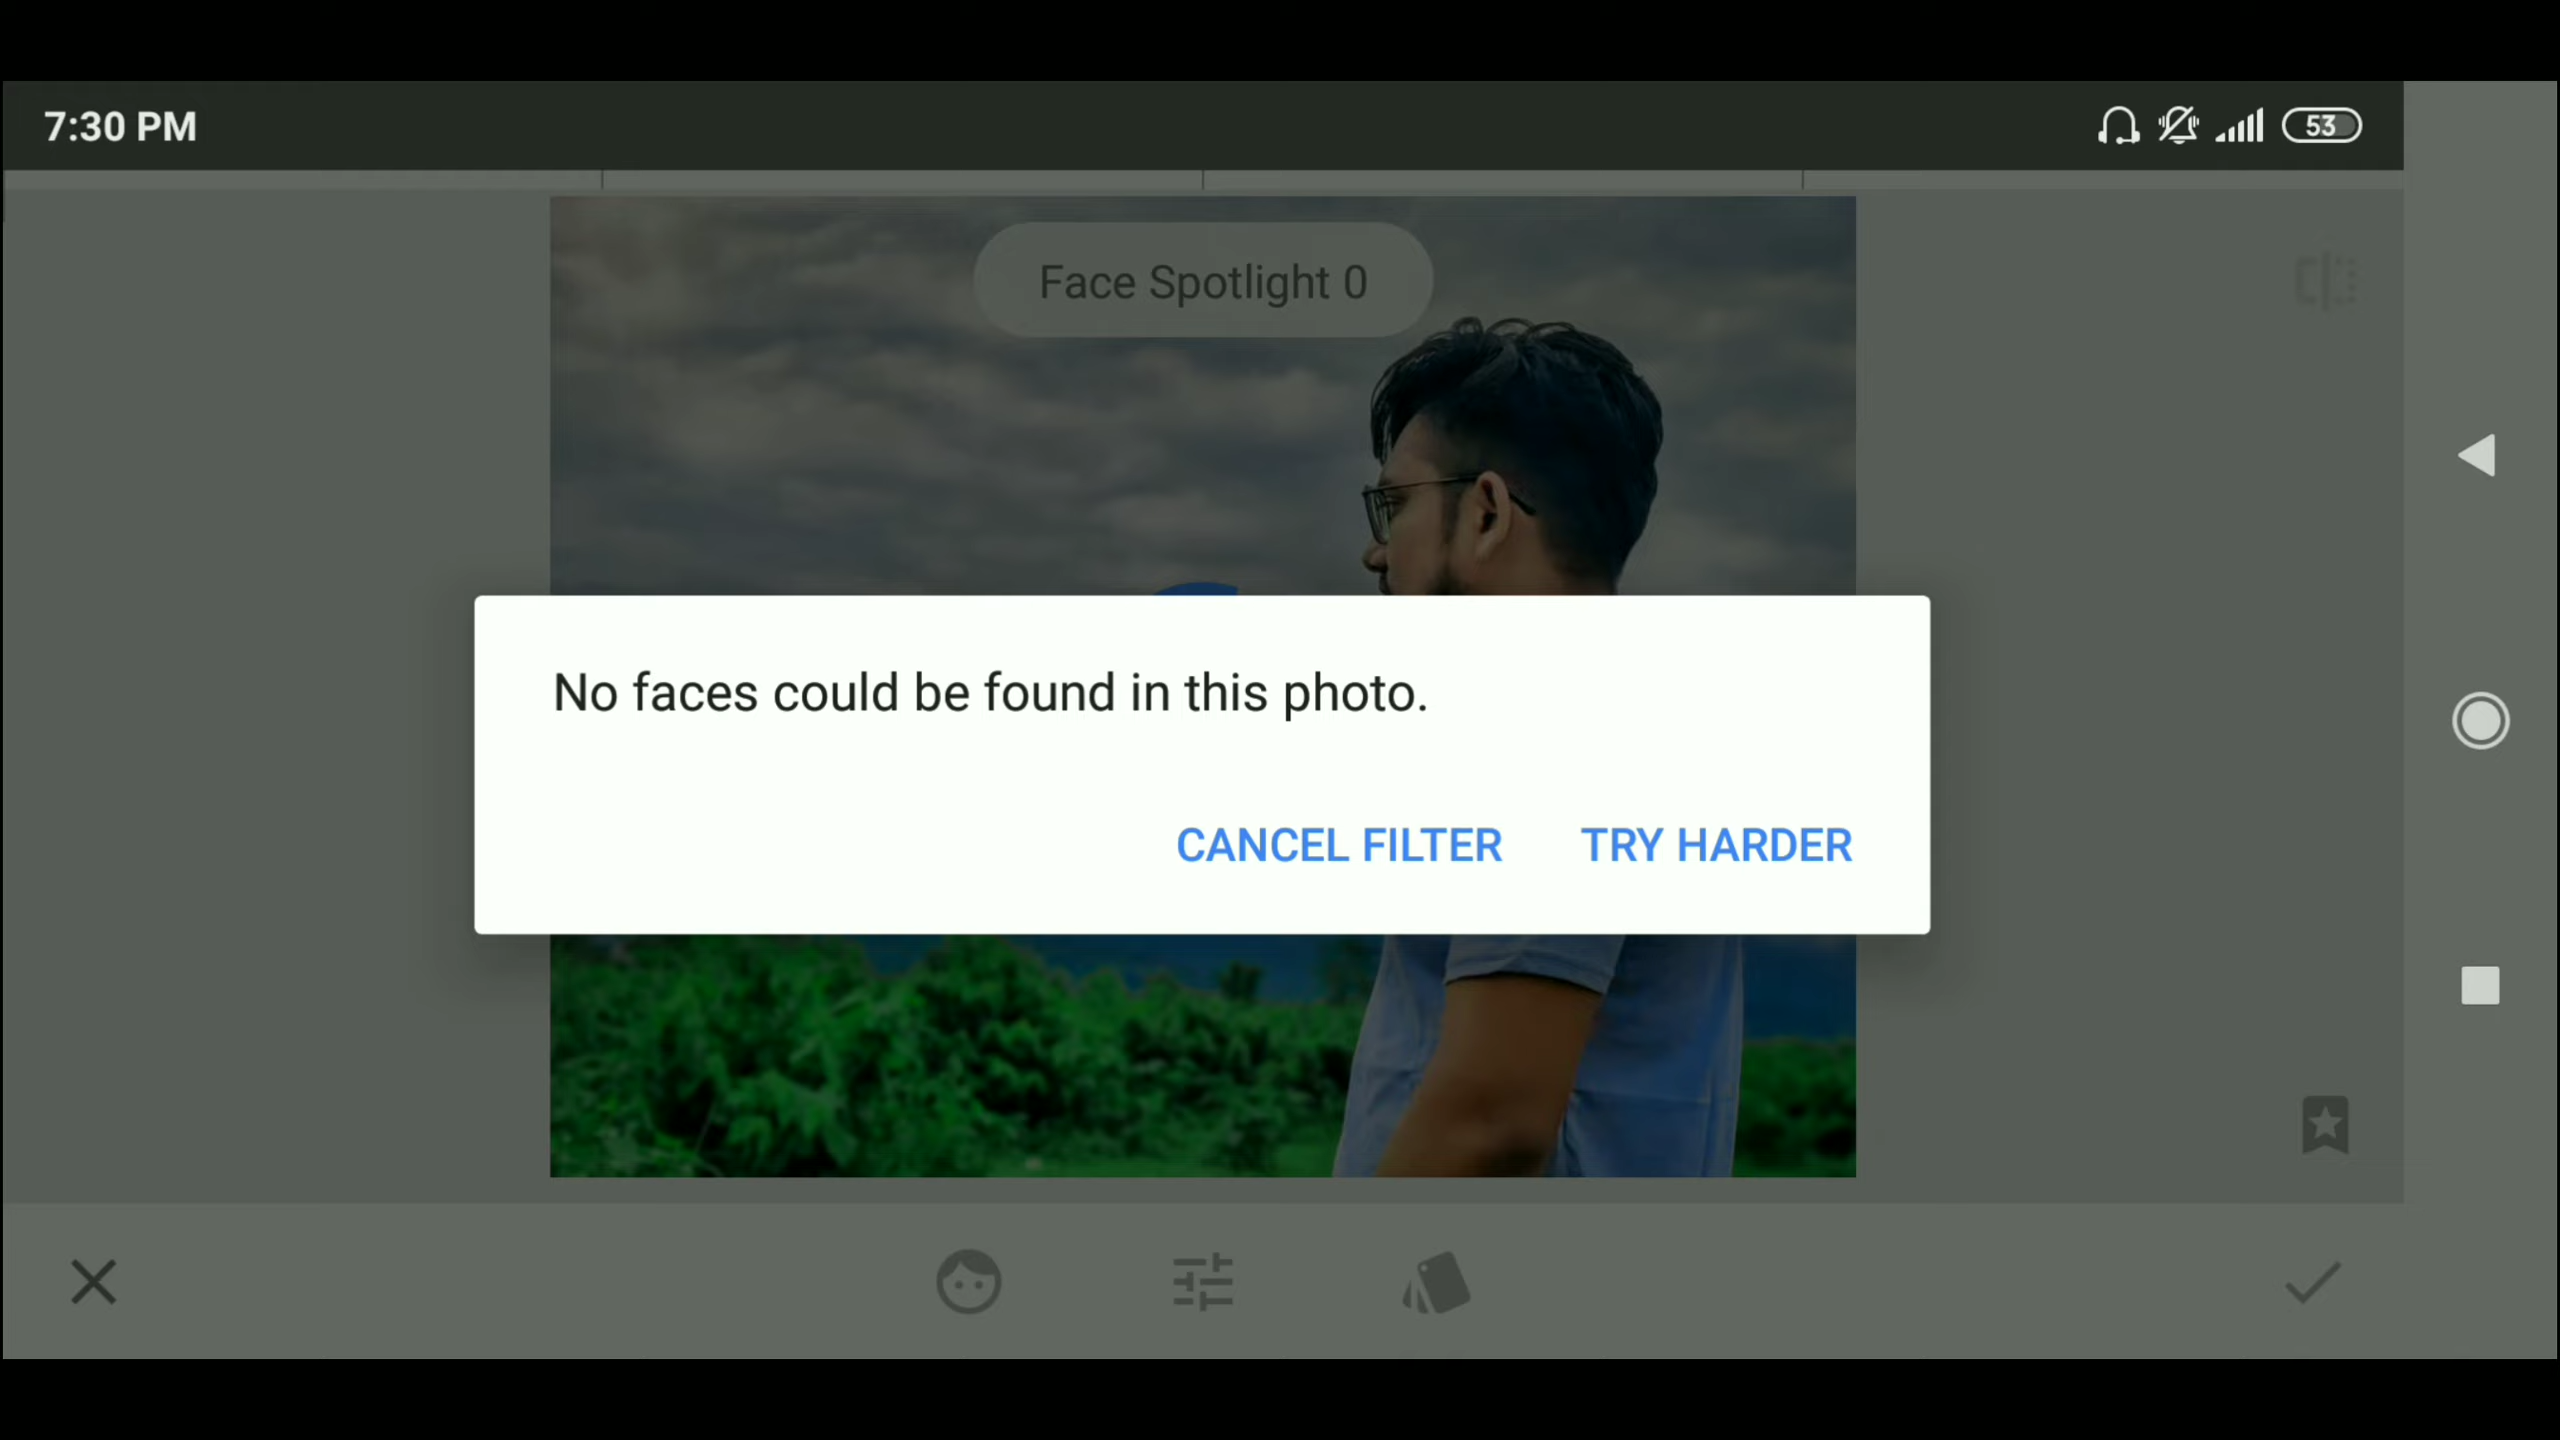 7:30 PM
53
Face Spotlight 0
No faces could be found in this photo.
CANCEL FILTER
TRY HARDER